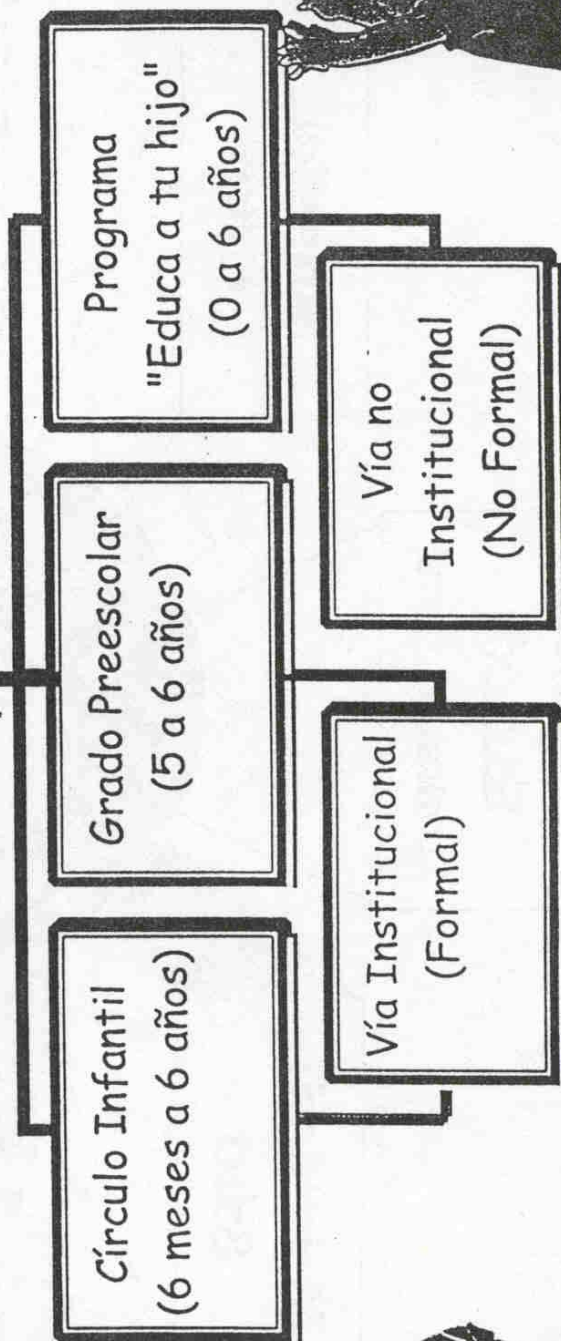 Círculo Infantil
(6 meses a 6 años)
Grado Preescolar
(5 a 6 años)
Programa
"Educa a tu hijo"
(0 a 6 años)
Vía Institucional
(Formal)
Vía no
Institucional
(No Formal)